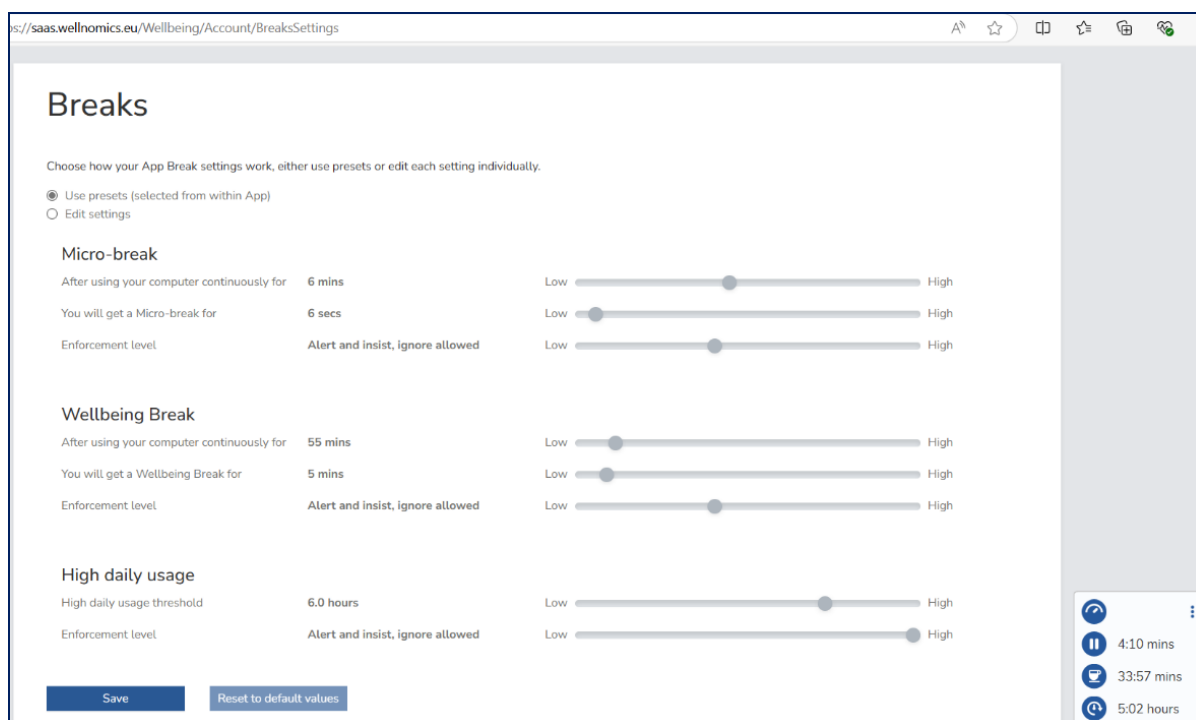 os://saas.wellnomics.eu/Wellbeing/Account/BreaksSettings
Breaks
Choose how your App Break settings work, either use presets or edit each setting individually.
Use presets (selected from within App)
Edit settings
Micro-break
After using your computer continuously for 6 mins Low High
You will get a Micro-break for 6 secs Low High
Enforcement level Alert and insist, ignore allowed Low High
Wellbeing Break
After using your computer continuously for 55 mins Low High
You will get a Wellbeing Break for 5 mins Low High
Enforcement level Alert and insist, ignore allowed Low High
High daily usage
High daily usage threshold 6.0 hours Low High
Enforcement level Alert and insist, ignore allowed Low High
4:10 mins
33:57 mins
5:02 hours
Save Reset to default values